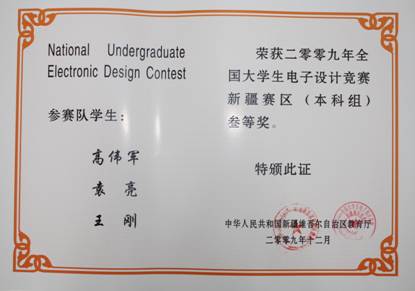 National Undergraduate
Electronic Design Contest
参赛队学生：
高伟军
袁 亮
王 刚
荣获二零零九年全
国大学生电子设计竞赛
新疆赛区（本科组）
叁等奖。
特颁此证
中华人民共和国新疆维吾尔自治区教育厅
二零零九年十二月